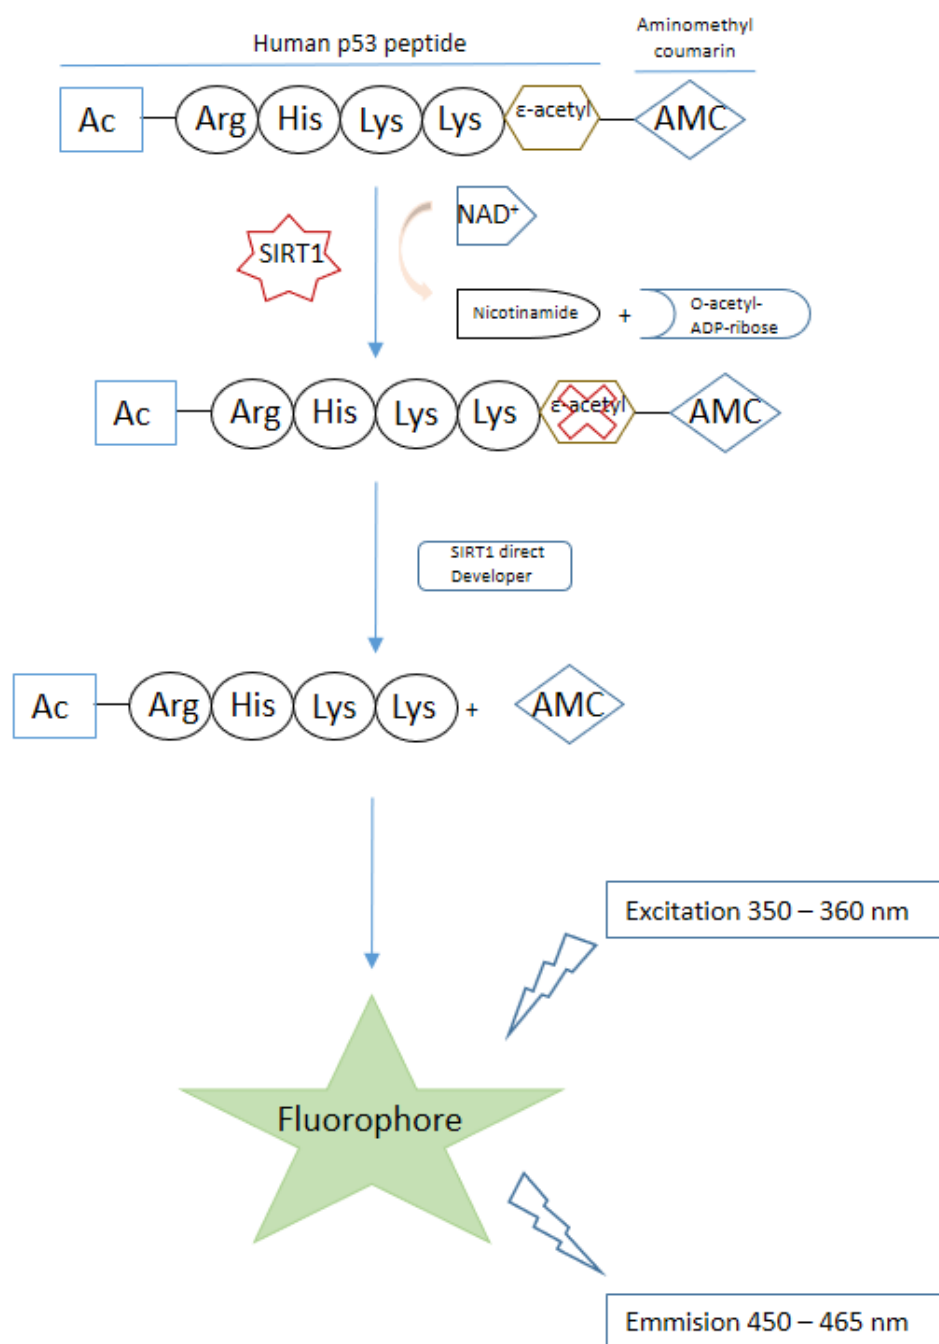 Human p53 peptide
Aminomethyl
coumarin
Ac Arg His Lys Lys ε-acetyl AMC
SIRT1
NAD+
Nicotinamide + O-acetyl-
ADP-ribose
Ac Arg His Lys Lys ε-acetyl AMC
SIRT1 direct
Developer
Ac Arg His Lys Lys + AMC
Excitation 350 – 360 nm
Fluorophore
Emmision 450 – 465 nm